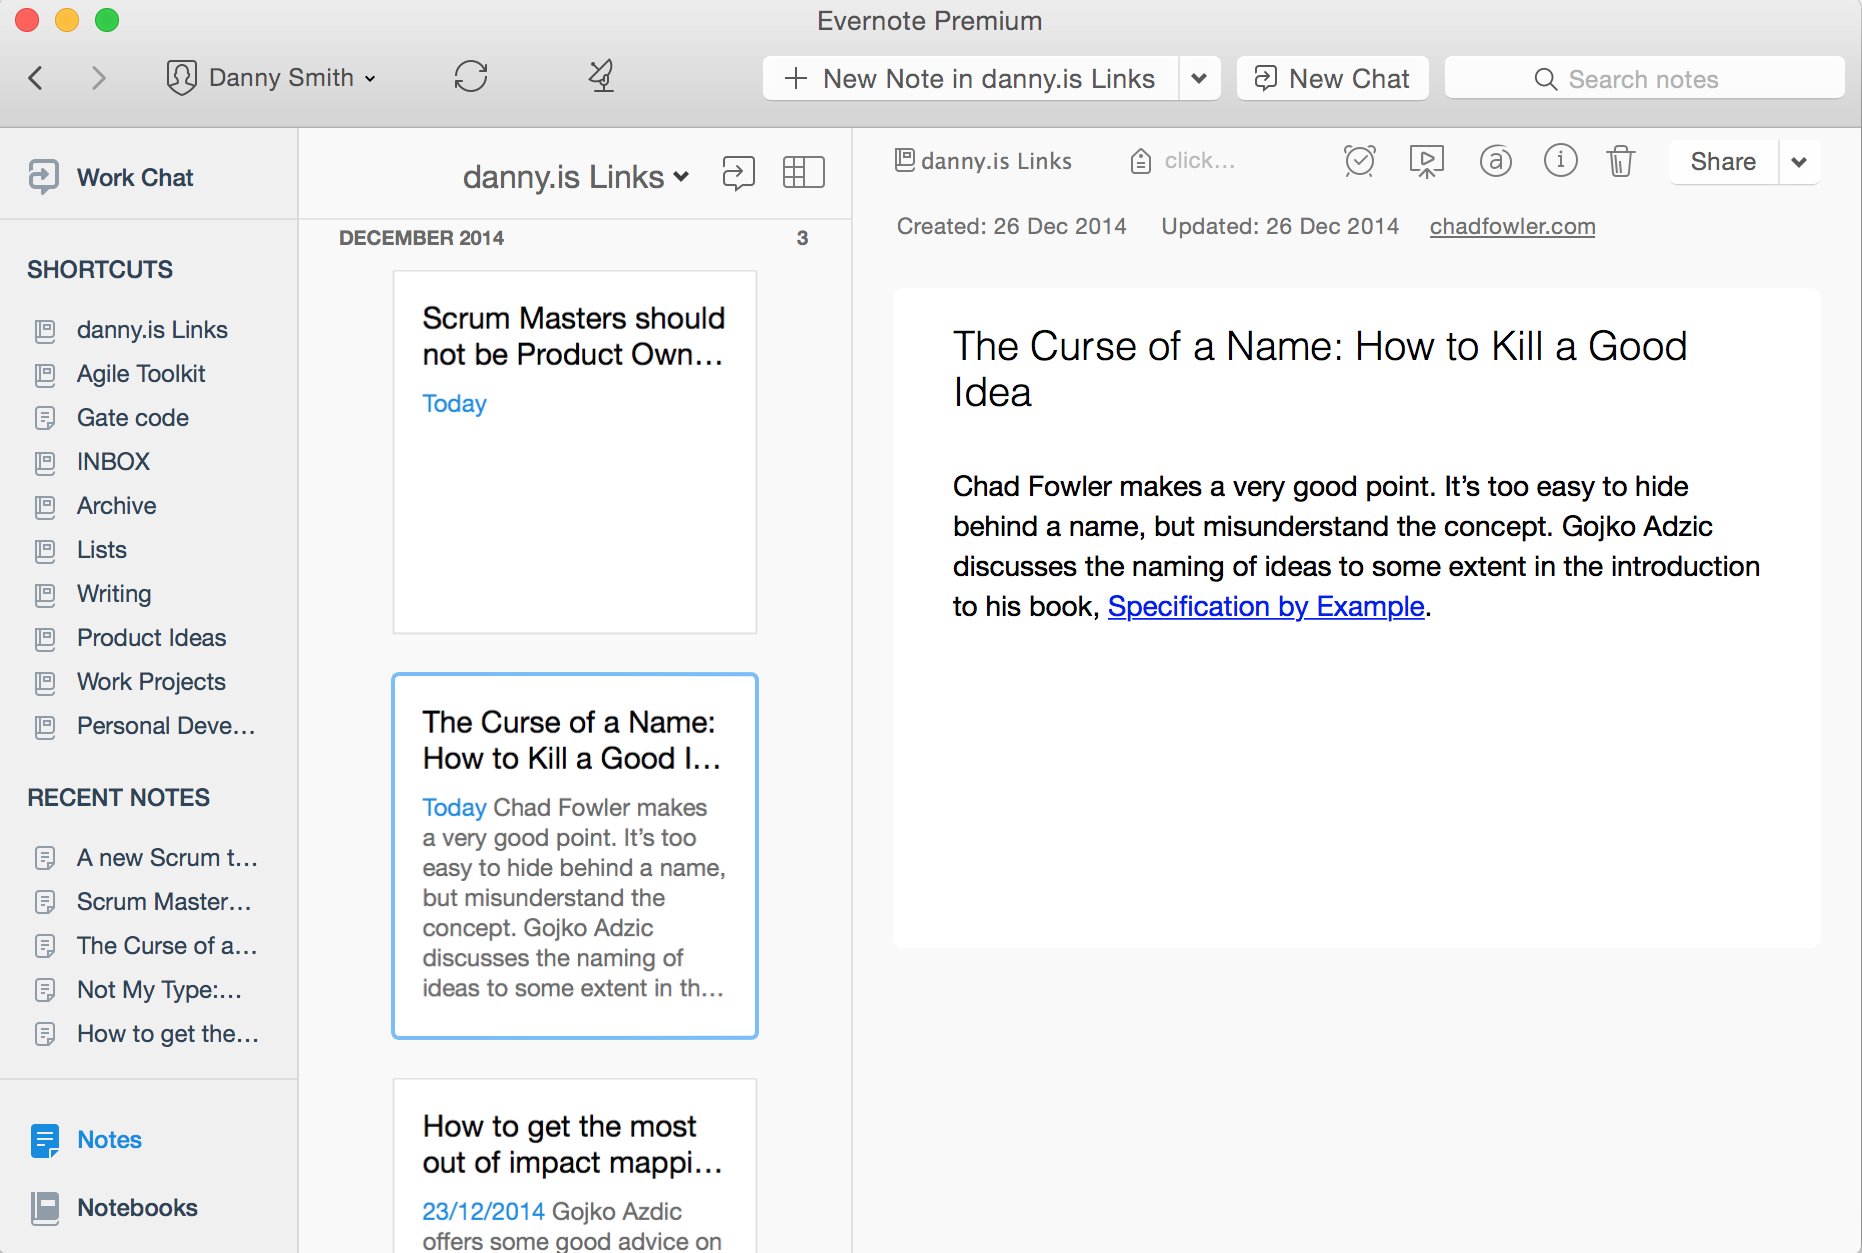 Evernote Premium
Danny Smith
New Note in danny.is Links
New Chat
Search notes
Work Chat
SHORTCUTS
danny.is Links
Agile Toolkit
Gate code
INBOX
Archive
Lists
Writing
Product Ideas
Work Projects
Personal Deve…
RECENT NOTES
A new Scrum t…
Scrum Master…
The Curse of a…
Not My Type:…
How to get the…
Notes
Notebooks
danny.is Links
DECEMBER 2014 3
Scrum Masters should
not be Product Own…
Today
The Curse of a Name:
How to Kill a Good I…
Today Chad Fowler makes
a very good point. It’s too
easy to hide behind a name,
but misunderstand the
concept. Gojko Adzic
discusses the naming of
ideas to some extent in th…
How to get the most
out of impact mappi…
23/12/2014 Gojko Azdic
offers some good advice on
danny.is Links
click…
Share
Created: 26 Dec 2014 Updated: 26 Dec 2014 chadfowler.com
The Curse of a Name: How to Kill a Good
Idea
Chad Fowler makes a very good point. It’s too easy to hide
behind a name, but misunderstand the concept. Gojko Adzic
discusses the naming of ideas to some extent in the introduction
to his book, Specification by Example.